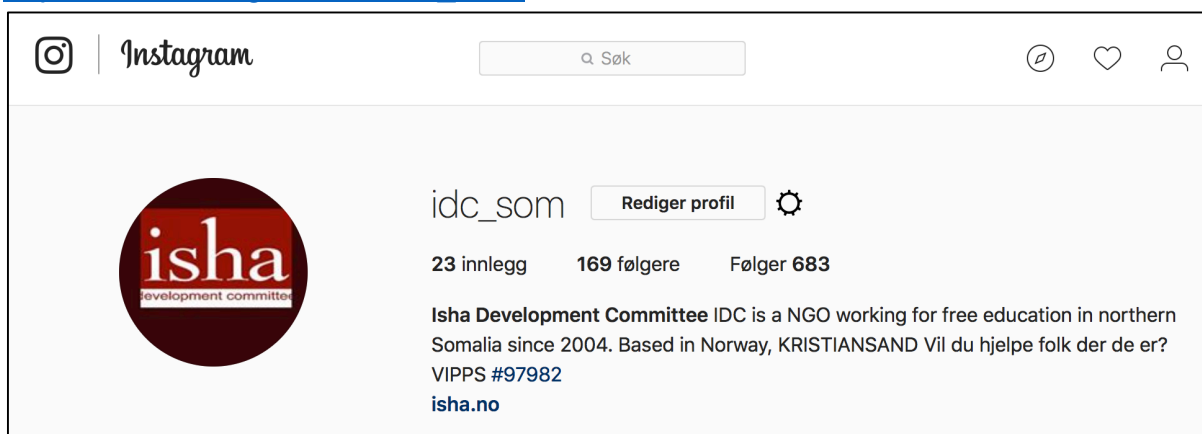 Instagram
Søk
isha
development committee
idc_som Rediger profil
23 innlegg 169 følgere Følger 683
Isha Development Committee IDC is a NGO working for free education in northern
Somalia since 2004. Based in Norway, KRISTIANSAND Vil du hjelpe folk der de er?
VIPPS #97982
isha.no